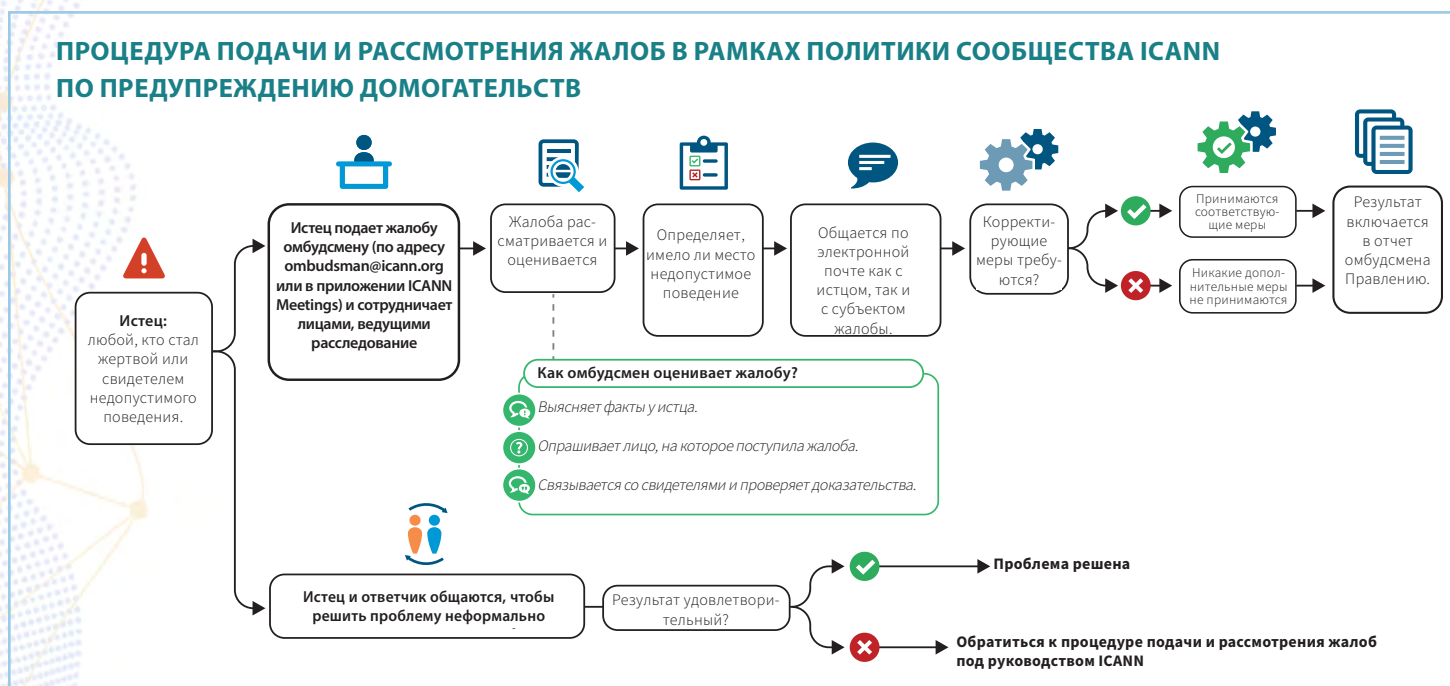 ПРОЦЕДУРА ПОДАЧИ И РАССМОТРЕНИЯ ЖАЛОБ В РАМКАХ ПОЛИТИКИ СООБЩЕСТВА ICANN
ПО ПРЕДУПРЕЖДЕНИЮ ДОМОГАТЕЛЬСТВ
Истец:
любой, кто стал
жертвой или
свидетелем
недопустимого
поведения.
Истец подает жалобу
омбудсмену (по адресу
ombudsman@icann.org
или в приложении ICANN
Meetings) и сотрудничает
лицами, ведущими
расследование
Жалоба рас-
сматривается и
оценивается
Определяет,
имело ли место
недопустимое
поведение
Общается по
электронной
почте как с
истцом, так и
с субъектом
жалобы.
Корректи-
рующие
меры требу-
ются?
Принимаются
соответствую-
щие меры
Никакие допол-
нительные меры
не принимаются
Результат
включается
в отчет
омбудсмена
Правлению.
Как омбудсмен оценивает жалобу?
Выясняет факты у истца.
Опрашивает лицо, на которое поступила жалоба.
Связывается со свидетелями и проверяет доказательства.
Истец и ответчик общаются, чтобы
решить проблему неформально
Результат удовлетвори-
тельный?
Проблема решена
Обратиться к процедуре подачи и рассмотрения жалоб
под руководством ICANN